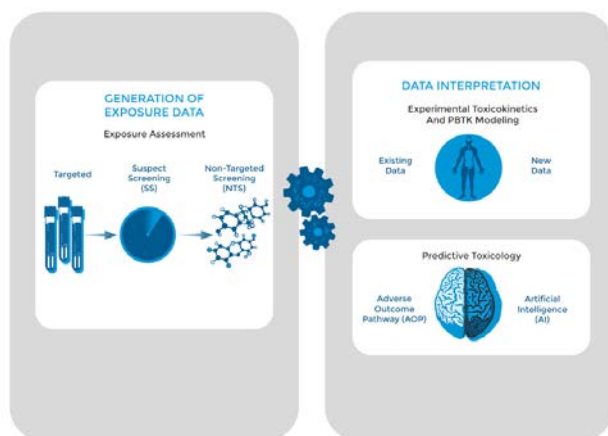 GENERATION OF
EXPOSURE DATA
Exposure Assessment
Targeted
Suspect
Screening
(SS)
Non-Targeted
Screening (NTS)
DATA INTERPRETATION
Experimental Toxicokinetics
And PBTK Modeling
Existing
Data
New
Data
Predictive Toxicology
Adverse
Outcome
Pathway (AOP)
Artificial
Intelligence
(AI)